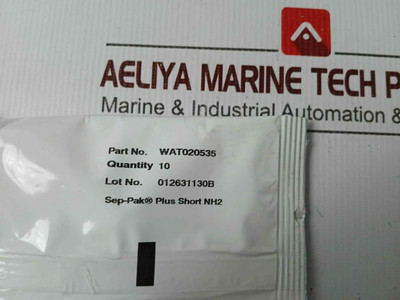 AELIYA MARINE TECH P
Marine & Industrial Automation &
Part No. WAT020535
Quantity 10
Lot No. 012631130B
Sep-Pak® Plus Short NH2